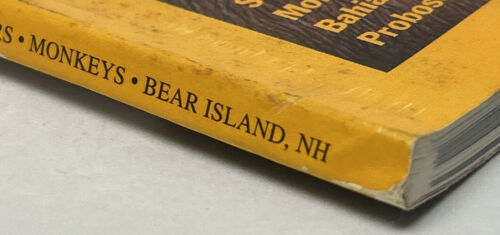 Mo
Bahia
Probos
RS • MONKEYS • BEAR ISLAND, NH